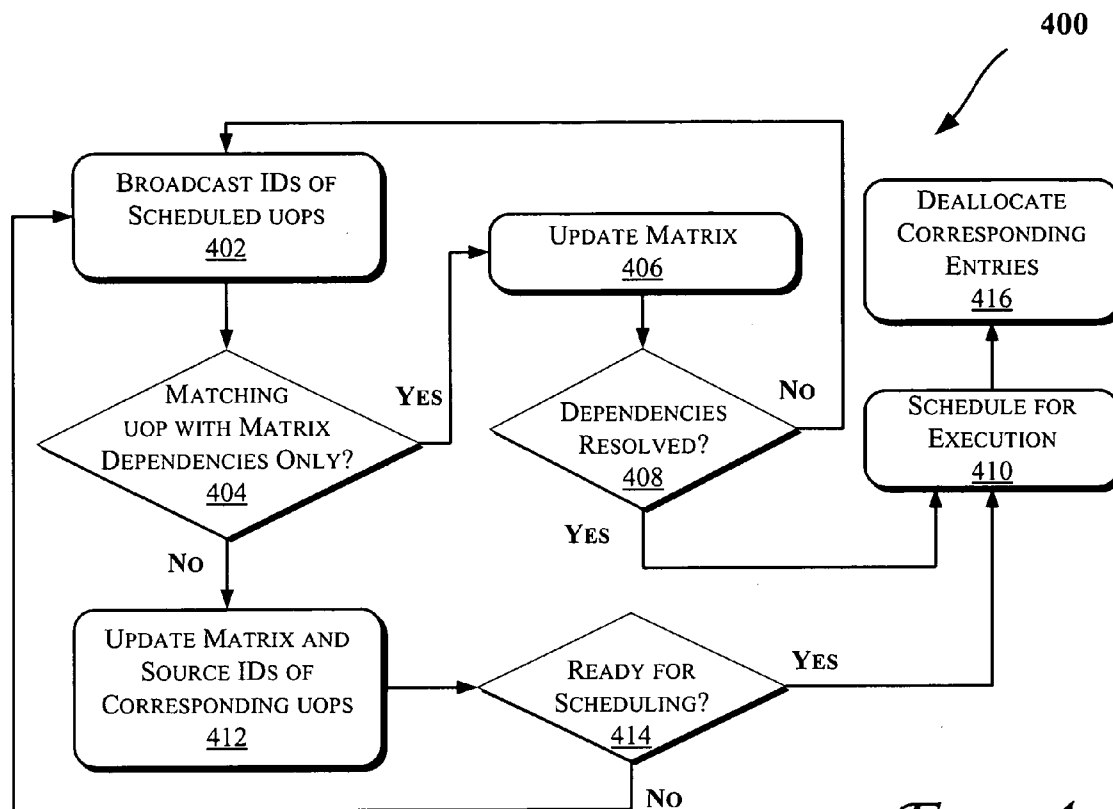 400
BROADCAST IDS OF
SCHEDULED UOPS
402
UPDATE MATRIX
406
DEALLOCATE
CORRESPONDING
ENTRIES
416
MATCHING
UOP WITH MATRIX
DEPENDENCIES ONLY?
404
YES
DEPENDENCIES
RESOLVED?
408
NO
SCHEDULE FOR
EXECUTION
410
YES
NO
UPDATE MATRIX AND
SOURCE IDS OF
CORRESPONDING UOPS
412
READY FOR
SCHEDULING?
414
YES
NO